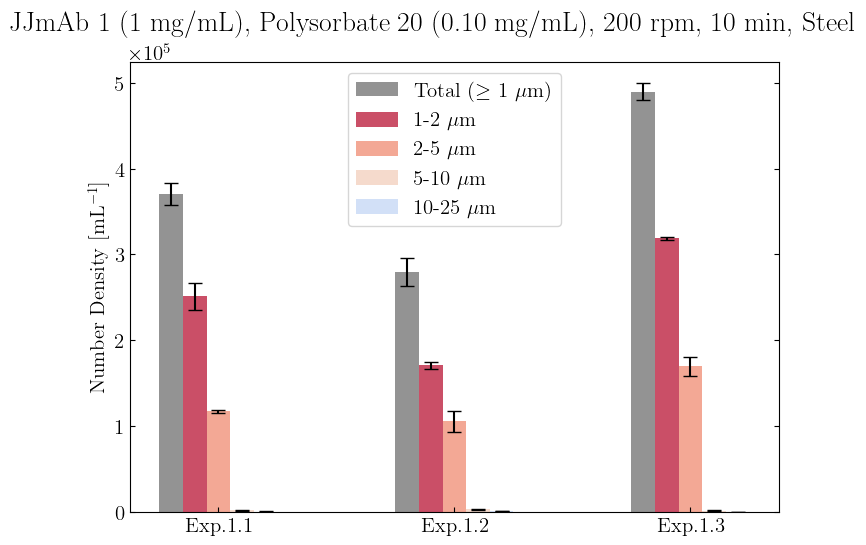 JJmAb 1 (1 mg/mL), Polysorbate 20 (0.10 mg/mL), 200 rpm, 10 min, Steel
×10⁵
Total (≥ 1 μm)
1-2 μm
2-5 μm
5-10 μm
10-25 μm
Number Density [mL⁻¹]
5
4
3
2
1
0
Exp.1.1 Exp.1.2 Exp.1.3